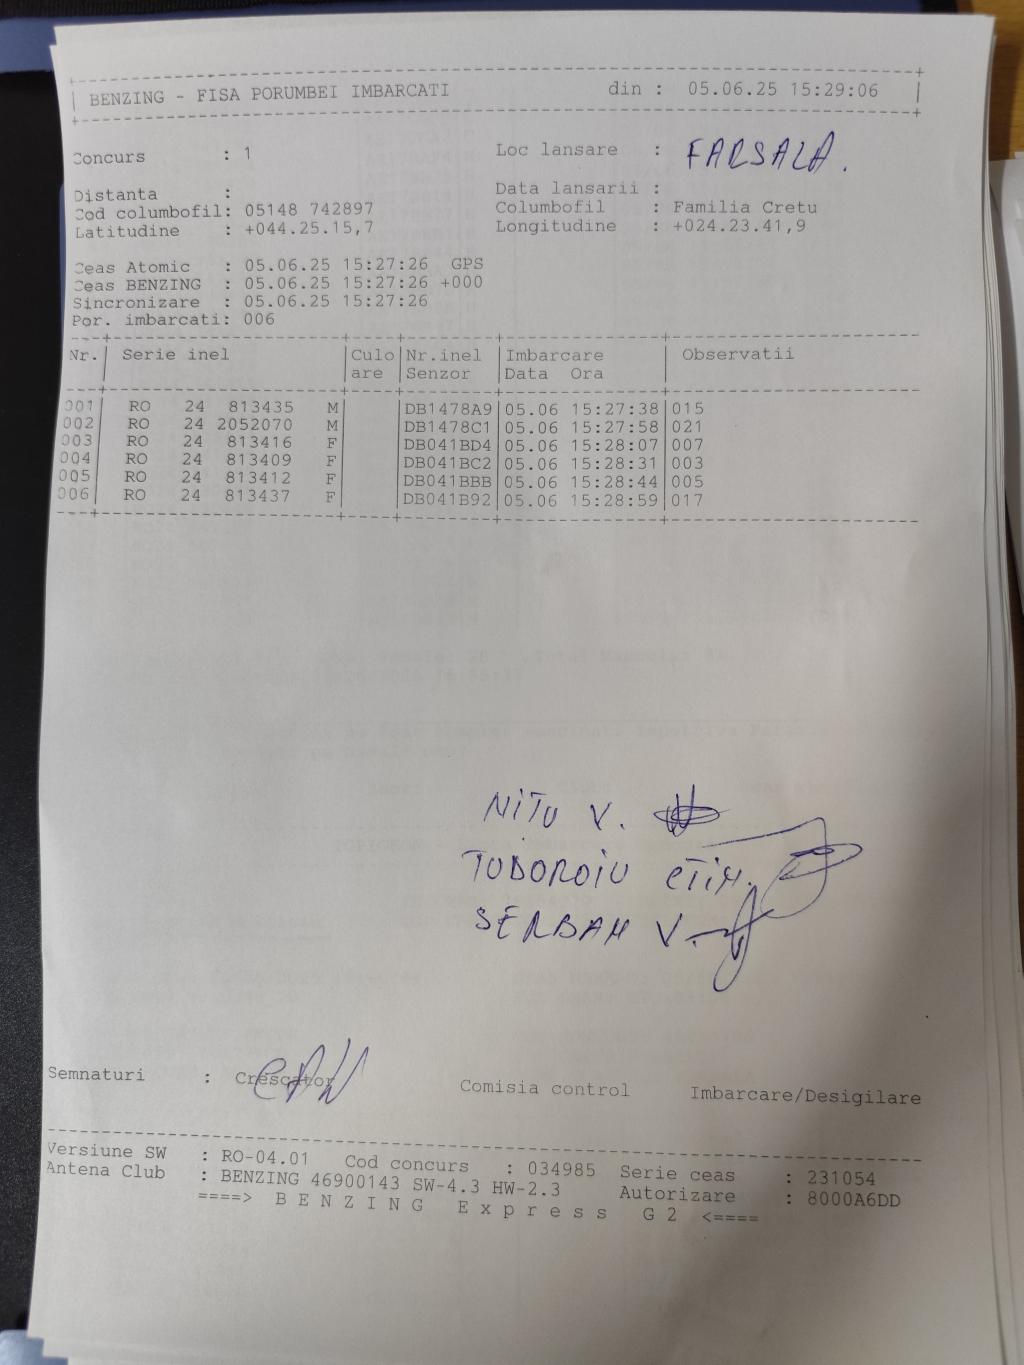 BENZING - FISA PORUMBEI IMBARCATI din : 05.06.25 15:29:06
Concurs : 1 Loc lansare : FARSALA.
Distanta : Data lansarii :
Cod columbofil: 05148 742897 Columbofil : Familia Cretu
Latitudine : +044.25.15,7 Longitudine : +024.23.41,9
Ceas Atomic : 05.06.25 15:27:26 GPS
Ceas BENZING : 05.06.25 15:27:26 +000
Sincronizare : 05.06.25 15:27:26
Por. imbarcati: 006
Nr. Serie inel Culo Nr.inel Imbarcare Observatii
are Senzor Data Ora
001 RO 24 813435 M DB1478A9 05.06 15:27:38 015
002 RO 24 2052070 M DB1478C1 05.06 15:27:58 021
003 RO 24 813416 F DB041BD4 05.06 15:28:07 007
004 RO 24 813409 F DB041BC2 05.06 15:28:31 003
005 RO 24 813412 F DB041BBB 05.06 15:28:44 005
006 RO 24 813437 F DB041B92 05.06 15:28:59 017
NiTU V.
TUDOROIU
SERBAN V.
Semnaturi : Crescator Comisia control Imbarcare/Desigilare
Versiune SW : RO-04.01 Cod concurs : 034985 Serie ceas : 231054
Antena Club : BENZING 46900143 SW-4.3 HW-2.3 Autorizare : 8000A6DD
====> B E N Z I N G E x p r e s s G 2 <====